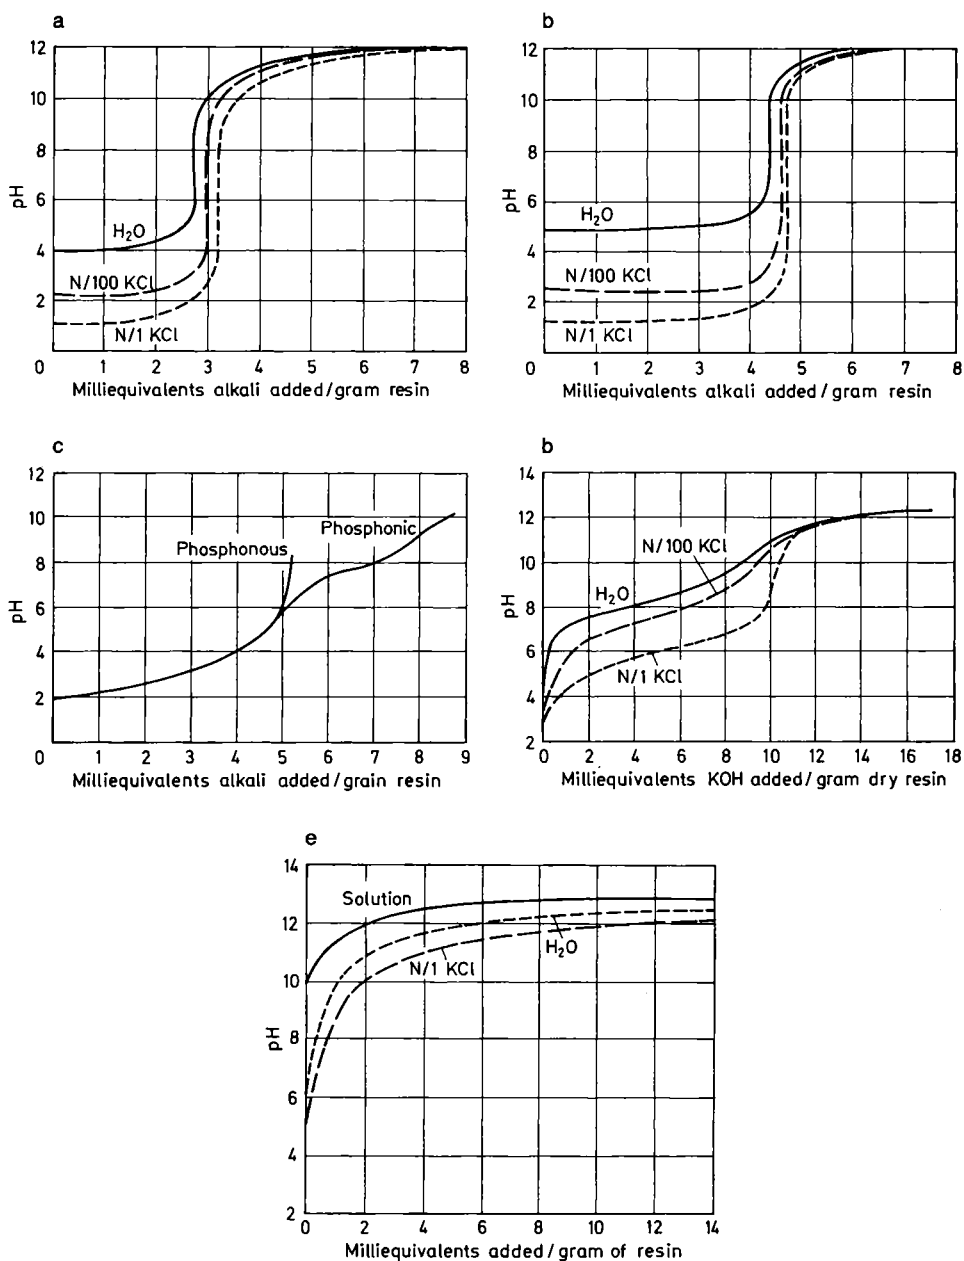 a
12
10
8
6
4
2
0
pH
H₂O
N/100 KCl
N/1 KCl
0 1 2 3 4 5 6 7 8
Milliequivalents alkali added/gram resin
b
12
10
8
6
4
2
0
pH
H₂O
N/100 KCl
N/1 KCl
1 2 3 4 5 6 7 8
Milliequivalents alkali added/gram resin
c
12
10
8
6
4
2
0
pH
Phosphonous
Phosphonic
1 2 3 4 5 6 7 8 9
Milliequivalents alkali added/grain resin
b
14
12
10
8
6
4
2
pH
N/100 KCl
H₂O
N/1 KCl
0 2 4 6 8 10 12 14 16 18
Milliequivalents KOH added/gram dry resin
e
14
12
10
8
6
4
2
pH
Solution
H₂O
N/1 KCl
0 2 4 6 8 10 12 14
Milliequivalents added/gram of resin